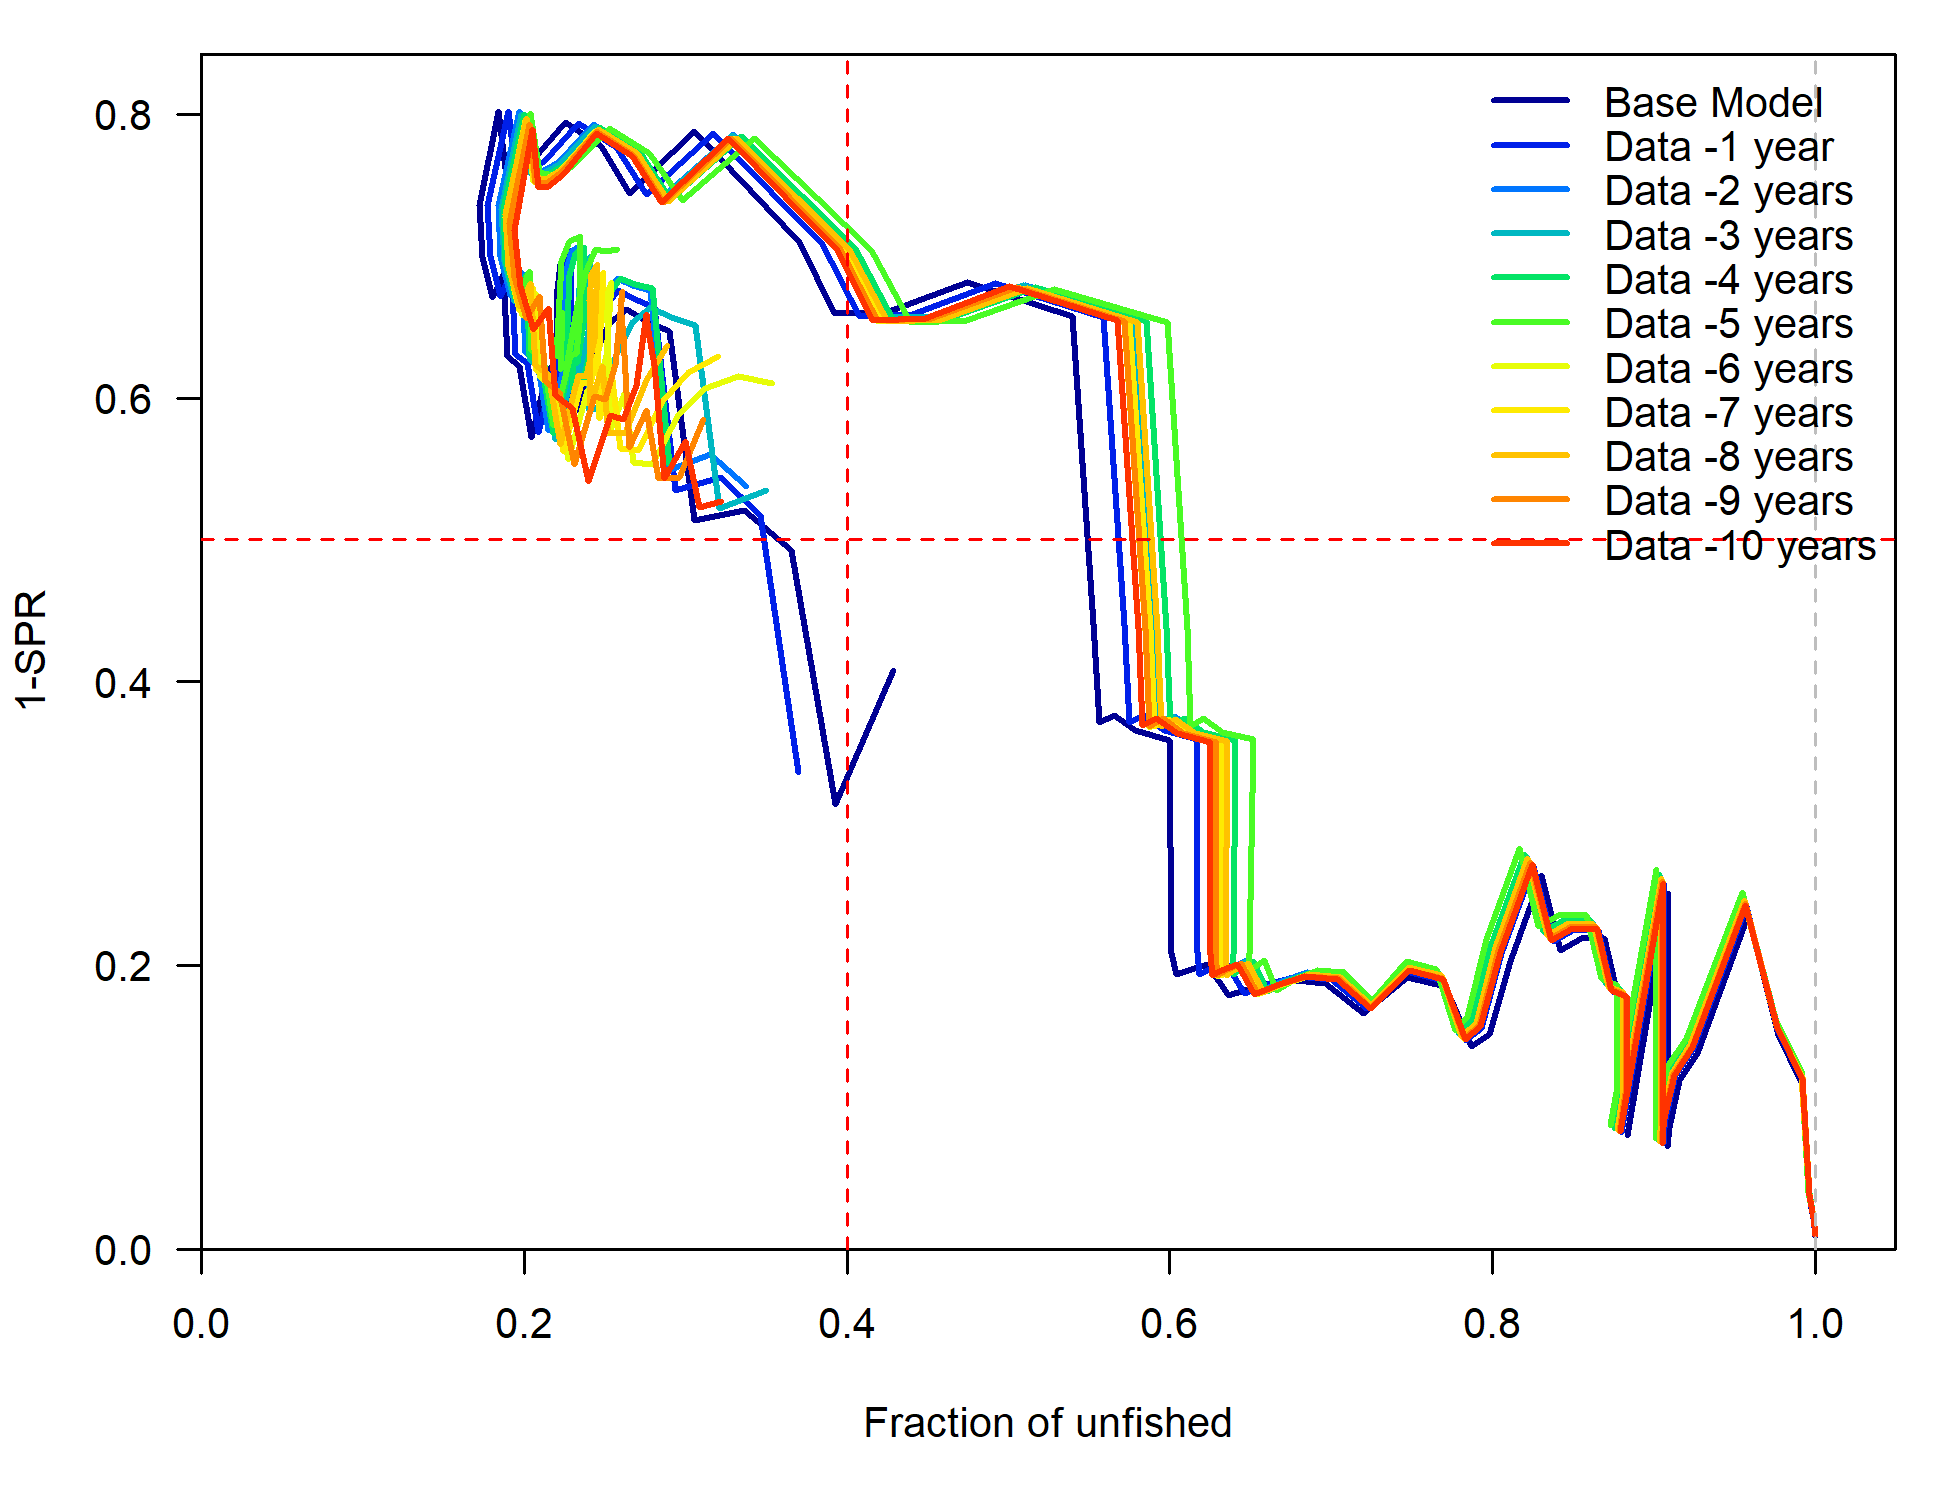 Base Model
Data -1 year
Data -2 years
Data -3 years
Data -4 years
Data -5 years
Data -6 years
Data -7 years
Data -8 years
Data -9 years
Data -10 years
0.8
0.6
0.4
0.2
0.0
1-SPR
0.0 0.2 0.4 0.6 0.8 1.0
Fraction of unfished